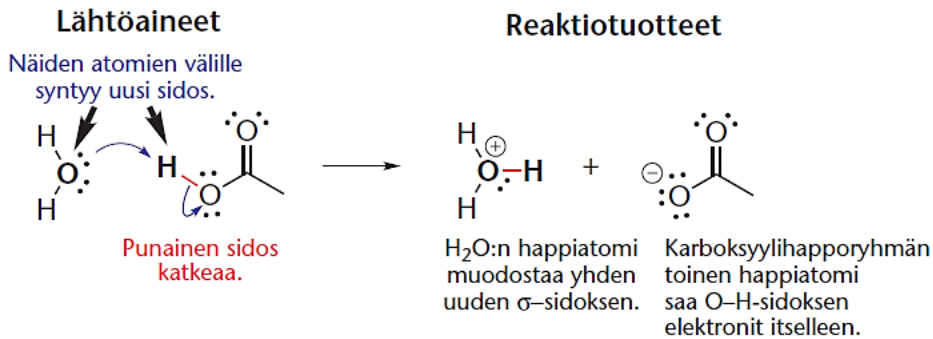 Lähtöaineet
Reaktiotuotteet
Näiden atomien välille
syntyy uusi sidos.
H
O
H
H
O
O
H
O
H
H
+
O
O
Punainen sidos
katkeaa.
H₂O:n happiatomi
muodostaa yhden
uuden σ–sidoksen.
Karboksyylihapporyhmän
toinen happiatomi
saa O–H-sidoksen
elektronit itselleen.